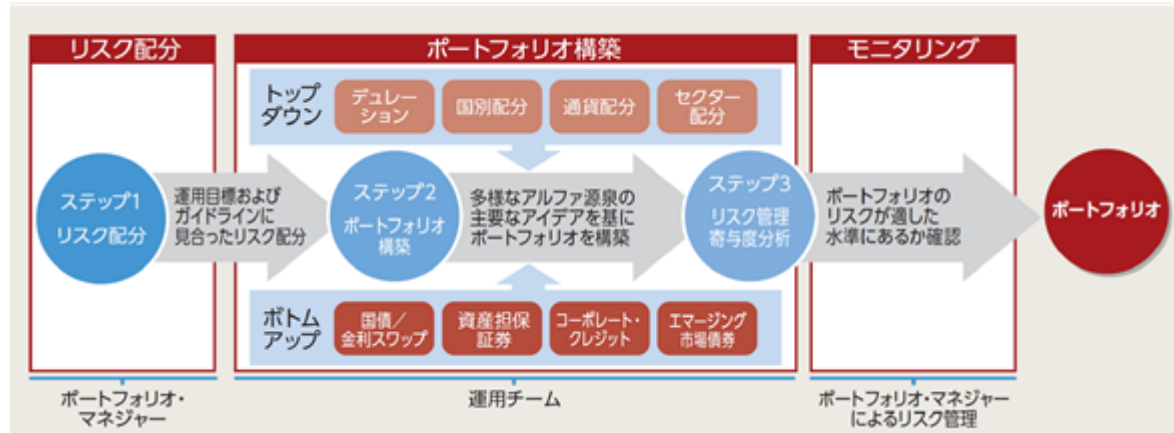 リスク配分
ポートフォリオ構築
モニタリング
トップ
ダウン
デュレー
ション
国別配分
通貨配分
セクター
配分
ステップ1
リスク配分
運用目標および
ガイドラインに
見合ったリスク配分
ステップ2
ポートフォリオ
構築
多様なアルファ源泉の
主要なアイデアを基に
ポートフォリオを構築
ステップ3
リスク管理
寄与度分析
ポートフォリオの
リスクが適した
水準にあるか確認
ポートフォリオ
ボトム
アップ
国債/
金利スワップ
資産担保
証券
コーポレート・
クレジット
エマージング
市場債券
ポートフォリオ・
マネジャー
運用チーム
ポートフォリオ・マネジャー
によるリスク管理